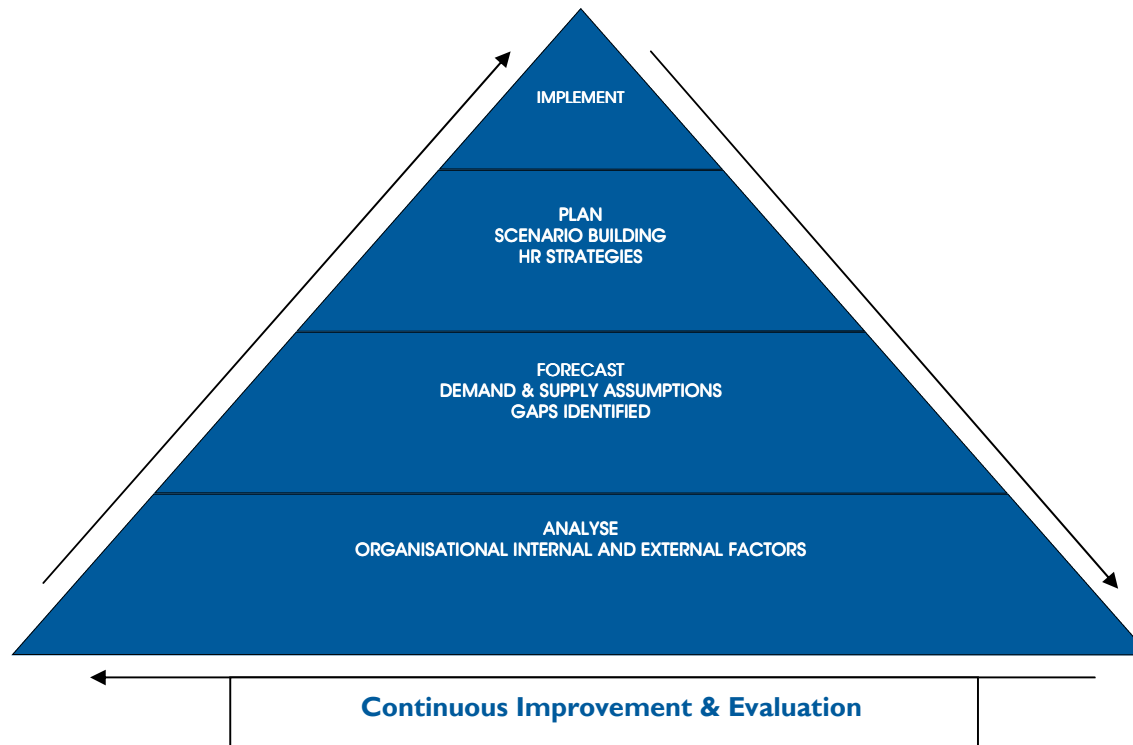 IMPLEMENT
PLAN
SCENARIO BUILDING
HR STRATEGIES
FORECAST
DEMAND & SUPPLY ASSUMPTIONS
GAPS IDENTIFIED
ANALYSE
ORGANISATIONAL INTERNAL AND EXTERNAL FACTORS
Continuous Improvement & Evaluation